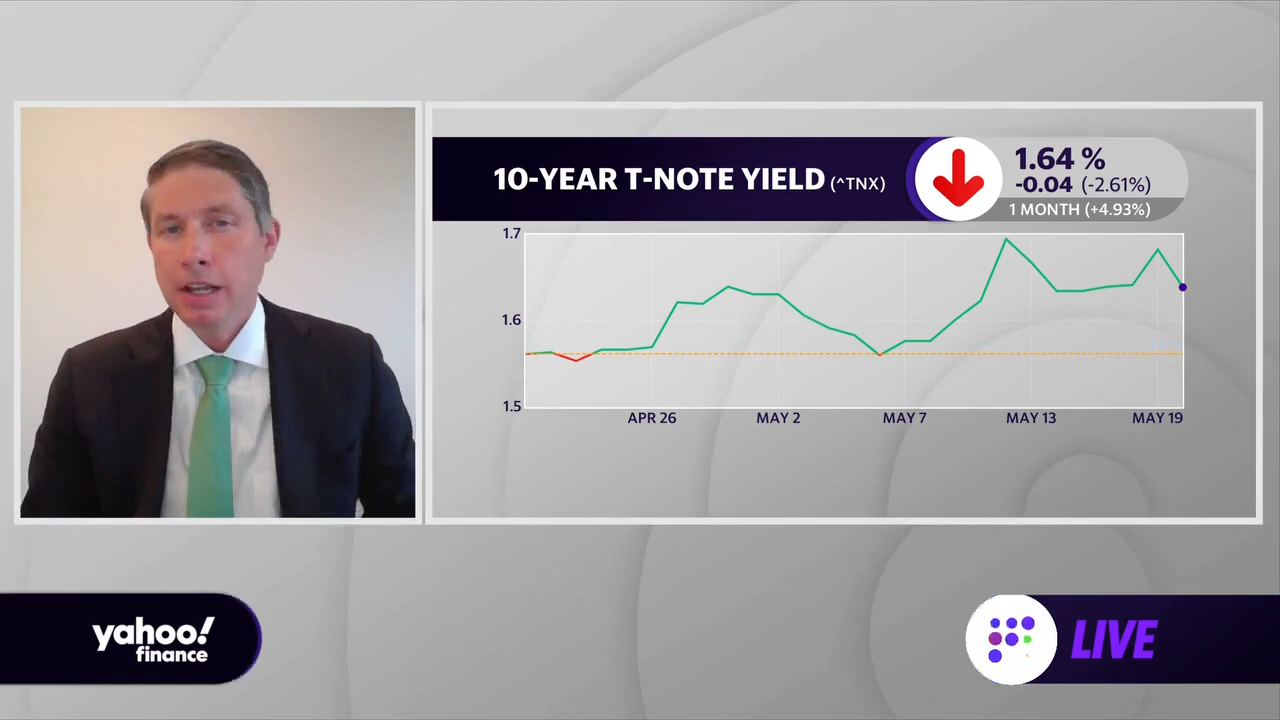 10-YEAR T-NOTE YIELD (^TNX)
1.64 %
-0.04 (-2.61%)
1 MONTH (+4.93%)
1.7
1.6
1.5
APR 26 MAY 2 MAY 7 MAY 13 MAY 19
yahoo!
finance
LIVE